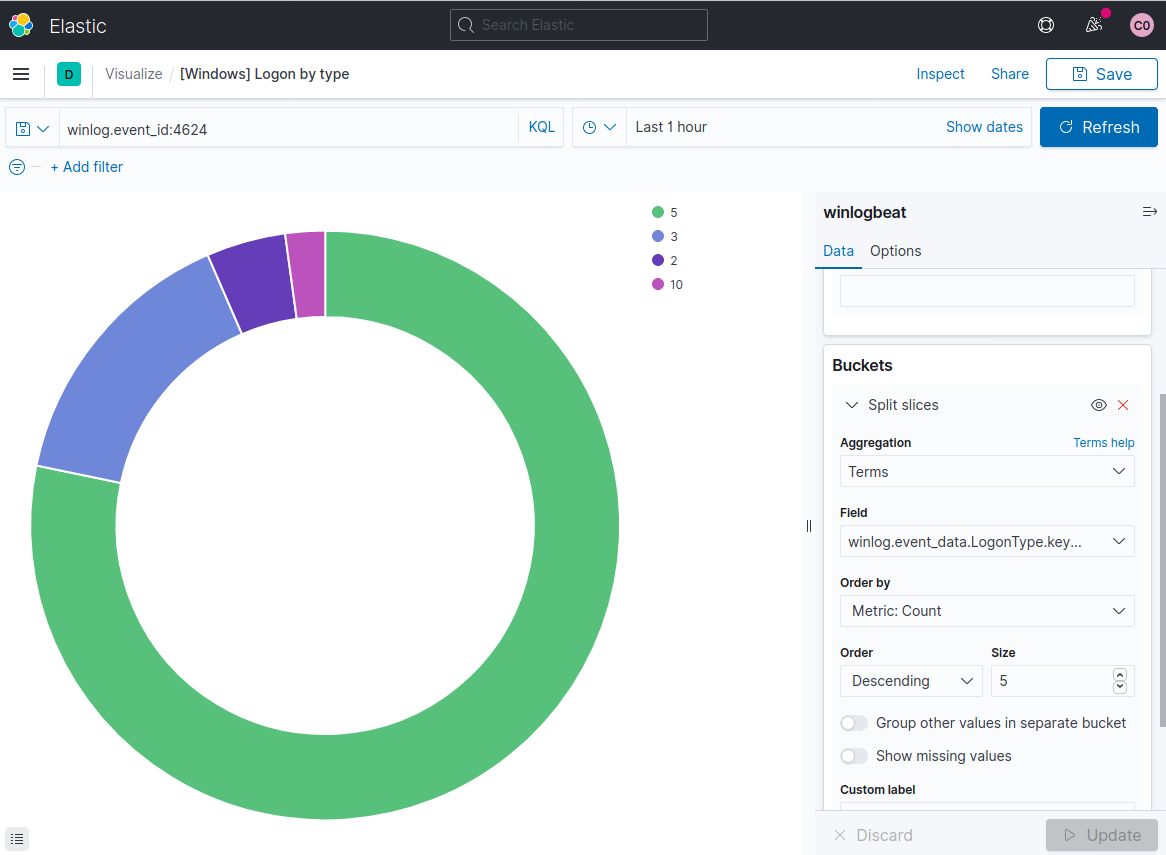 Elastic
Search Elastic
C0
D
Visualize / [Windows] Logon by type
Inspect
Share
Save
winlog.event_id:4624
KQL
Last 1 hour
Show dates
Refresh
+ Add filter
5
3
2
10
winlogbeat
Data
Options
Buckets
Split slices
Aggregation
Terms help
Terms
Field
winlog.event_data.LogonType.key...
Order by
Metric: Count
Order
Size
Descending
5
Group other values in separate bucket
Show missing values
Custom label
Discard
Update